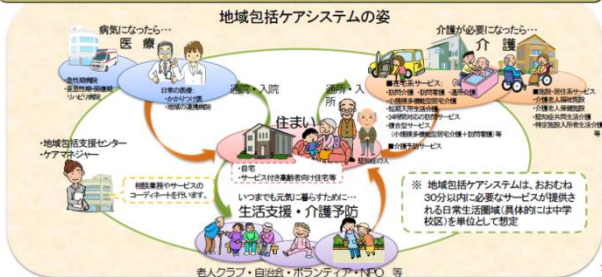 地域包括ケアシステムの姿
病気になったら…
医療
介護が必要になったら…
介護
・急性期病院
・亜急性期・回復期
リハビリ病院
日常の医療:
・かかりつけ医
・地域の連携病院
通院・入院
通所・入
所
■在宅系サービス:
・訪問介護・訪問看護・通所介護
・小規模多機能型居宅介護
・短期入所生活介護
・24時間対応の訪問サービス
・複合型サービス
(小規模多機能型居宅介護+訪問看護)等
■介護予防サービス
■施設・居住系サービス
・介護老人福祉施設
・介護老人保健施設
・認知症共同生活介護
・特定施設入所者生活介護
等
住まい
認知症の人
・自宅
・サービス付き高齢者向け住宅等
・地域包括支援センター
・ケアマネジャー
相談業務やサービスの
コーディネートを行います。
いつまでも元気に暮らすために…
生活支援・介護予防
※ 地域包括ケアシステムは、おおむね
30分以内に必要なサービスが提供さ
れる日常生活圏域(具体的には中学
校区)を単位として想定
老人クラブ・自治会・ボランティア・NPO 等